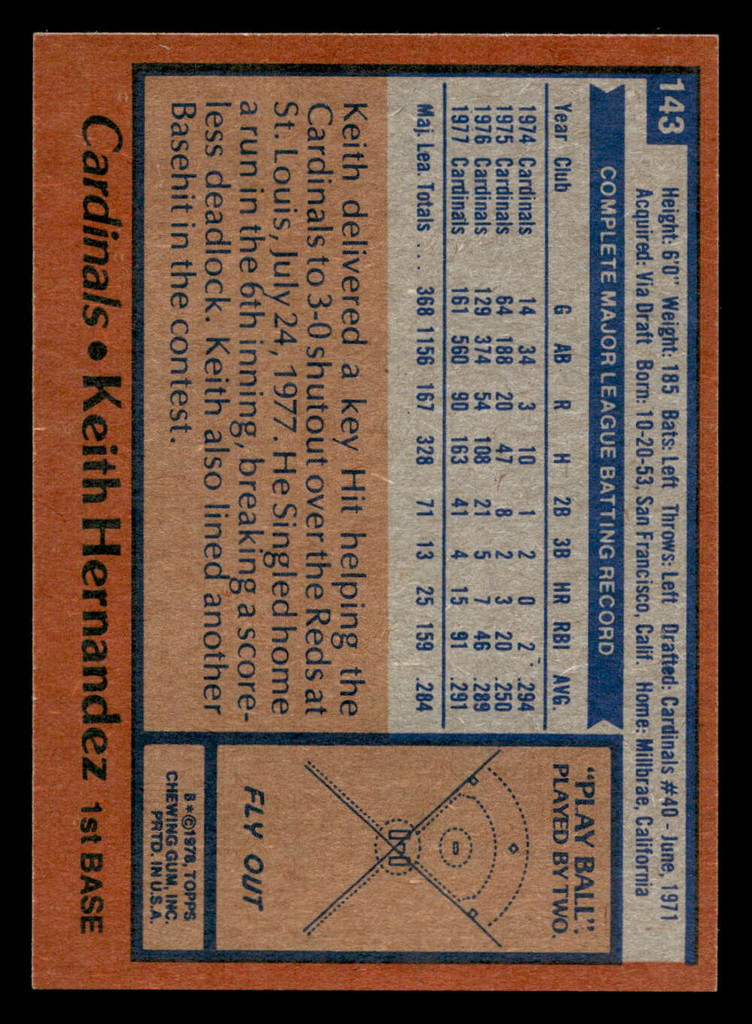 143
Height: 6'0" Weight: 185 Bats: Left Throws: Left Drafted: Cardinals #40 - June, 1971
Acquired: Via Draft Born: 10-20-53, San Francisco, Calif. Home: Millbrae, California
COMPLETE MAJOR LEAGUE BATTING RECORD
Year Club G AB R H 2B 3B HR RBI AVG.
1974 Cardinals 14 34 3 10 1 2 0 2 .294
1975 Cardinals 64 188 20 47 8 2 3 20 .250
1976 Cardinals 129 374 54 108 21 5 7 46 .289
1977 Cardinals 161 560 90 163 41 4 15 91 .291
Maj. Lea. Totals ... 368 1156 167 328 71 13 25 159 .284
Keith delivered a key Hit helping the
Cardinals to 3-0 shutout over the Reds at
St. Louis, July 24, 1977. He Singled home
a run in the 6th inning, breaking a score-
less deadlock. Keith also lined another
Basehit in the contest.
"PLAY BALL":
PLAYED BY TWO.
FLY OUT
B*©1978, TOPPS
CHEWING GUM, INC.
PRTD. IN U.S.A.
Cardinals • Keith Hernandez 1st BASE